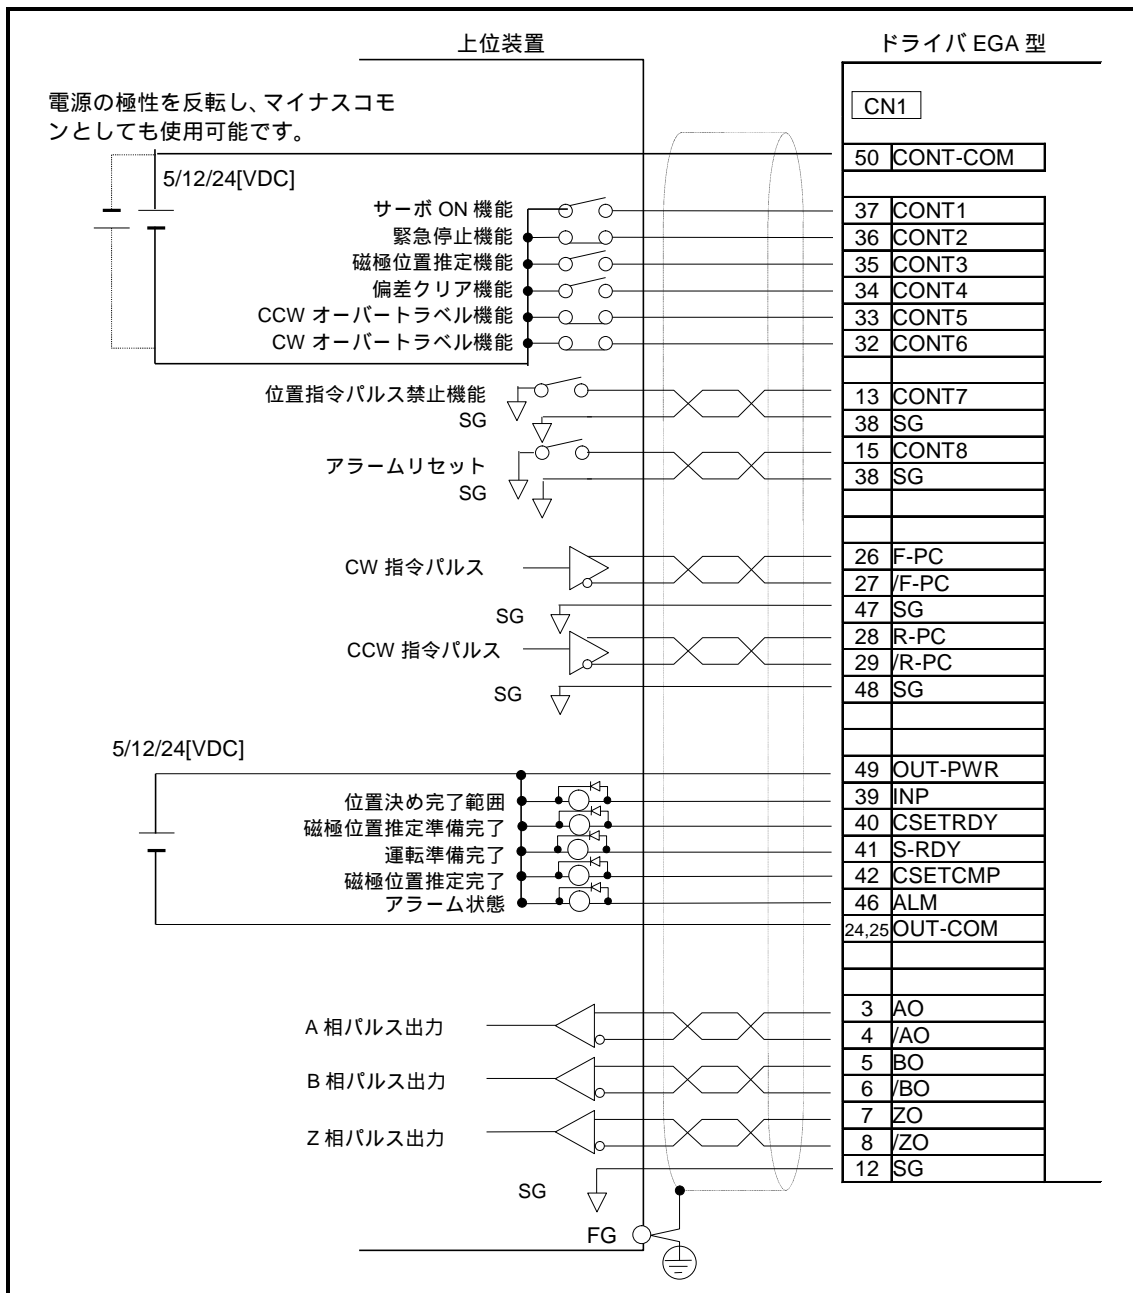 上位装置
ドライバ EGA 型
電源の極性を反転し、マイナスコモ
ンとしても使用可能です。
CN1
50 CONT-COM
5/12/24[VDC]
サーボ ON 機能 37 CONT1
緊急停止機能 36 CONT2
磁極位置推定機能 35 CONT3
偏差クリア機能 34 CONT4
CCW オーバートラベル機能 33 CONT5
CW オーバートラベル機能 32 CONT6
位置指令パルス禁止機能 13 CONT7
SG 38 SG
アラームリセット 15 CONT8
SG 38 SG
CW 指令パルス 26 F-PC
27 /F-PC
SG 47 SG
CCW 指令パルス 28 R-PC
29 /R-PC
SG 48 SG
5/12/24[VDC]
49 OUT-PWR
位置決め完了範囲 39 INP
磁極位置推定準備完了 40 CSETRDY
運転準備完了 41 S-RDY
磁極位置推定完了 42 CSETCMP
アラーム状態 46 ALM
24,25 OUT-COM
A 相パルス出力 3 AO
4 /AO
B 相パルス出力 5 BO
6 /BO
Z 相パルス出力 7 ZO
8 /ZO
SG 12 SG
FG